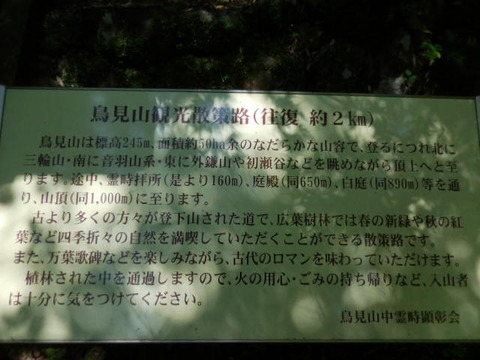 鳥見山観光散策路(往復 約2km)
鳥見山は標高245m、面積約50ha余のなだらかな山容で、登るにつれ北に
三輪山・南に音羽山系・東に外鎌山や初瀬谷などを眺めながら頂上へと至
ります。途中、霊畤拝所(是より160m)、庭殿(同650m)、白庭(同890m)等を通
り、山頂(同1,000m)に至ります。
古より多くの方々が登下山された道で、広葉樹林では春の新緑や秋の紅
葉など四季折々の自然を満喫していただくことができる散策路です。
また、万葉歌碑などを楽しみながら、古代のロマンを味わっていただけます。
植林された中を通過しますので、火の用心・ごみの持ち帰りなど、入山者
は十分に気をつけてください。
鳥見山中霊畤顕彰会